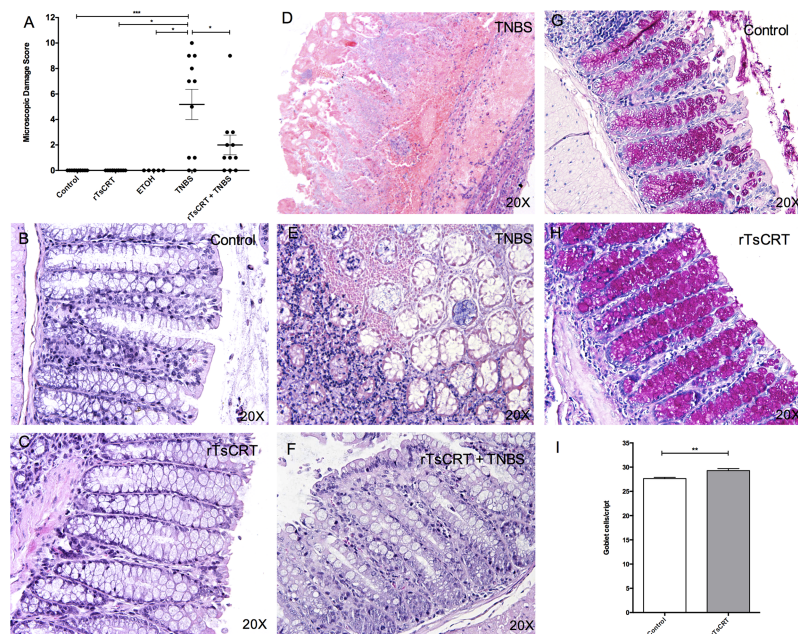 A
***
*
*
*
12
10
8
6
4
2
0
Microscopic Damage Score
Control
rTsCRT
ETOH
TNBS
rTsCRT + TNBS
B
Control
20X
C
rTsCRT
20X
D
TNBS
20X
E
TNBS
20X
F
rTsCRT + TNBS
20X
G
Control
20X
H
rTsCRT
20X
I
**
35
30
25
20
15
10
5
0
Goblet cells/cript
Control
rTsCRT